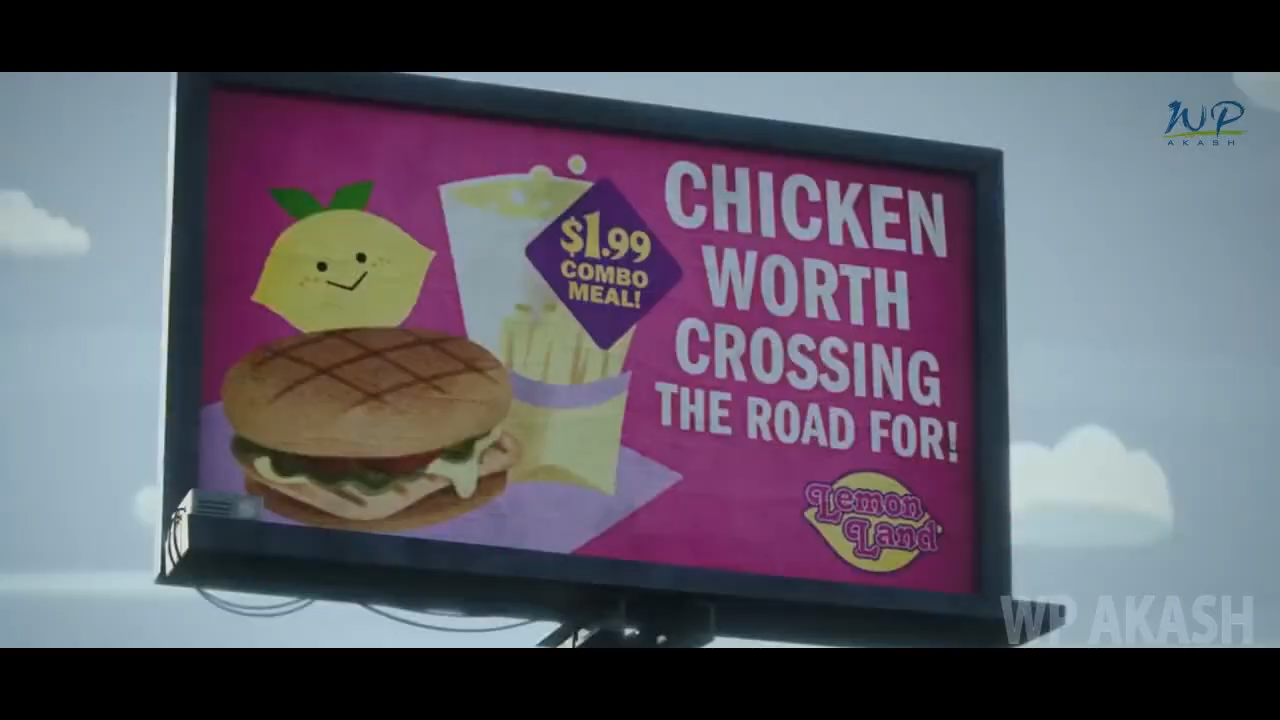 WP
AKASH
CHICKEN
WORTH
CROSSING
THE ROAD FOR!
$1.99
COMBO
MEAL!
Lemon
Land
WP AKASH